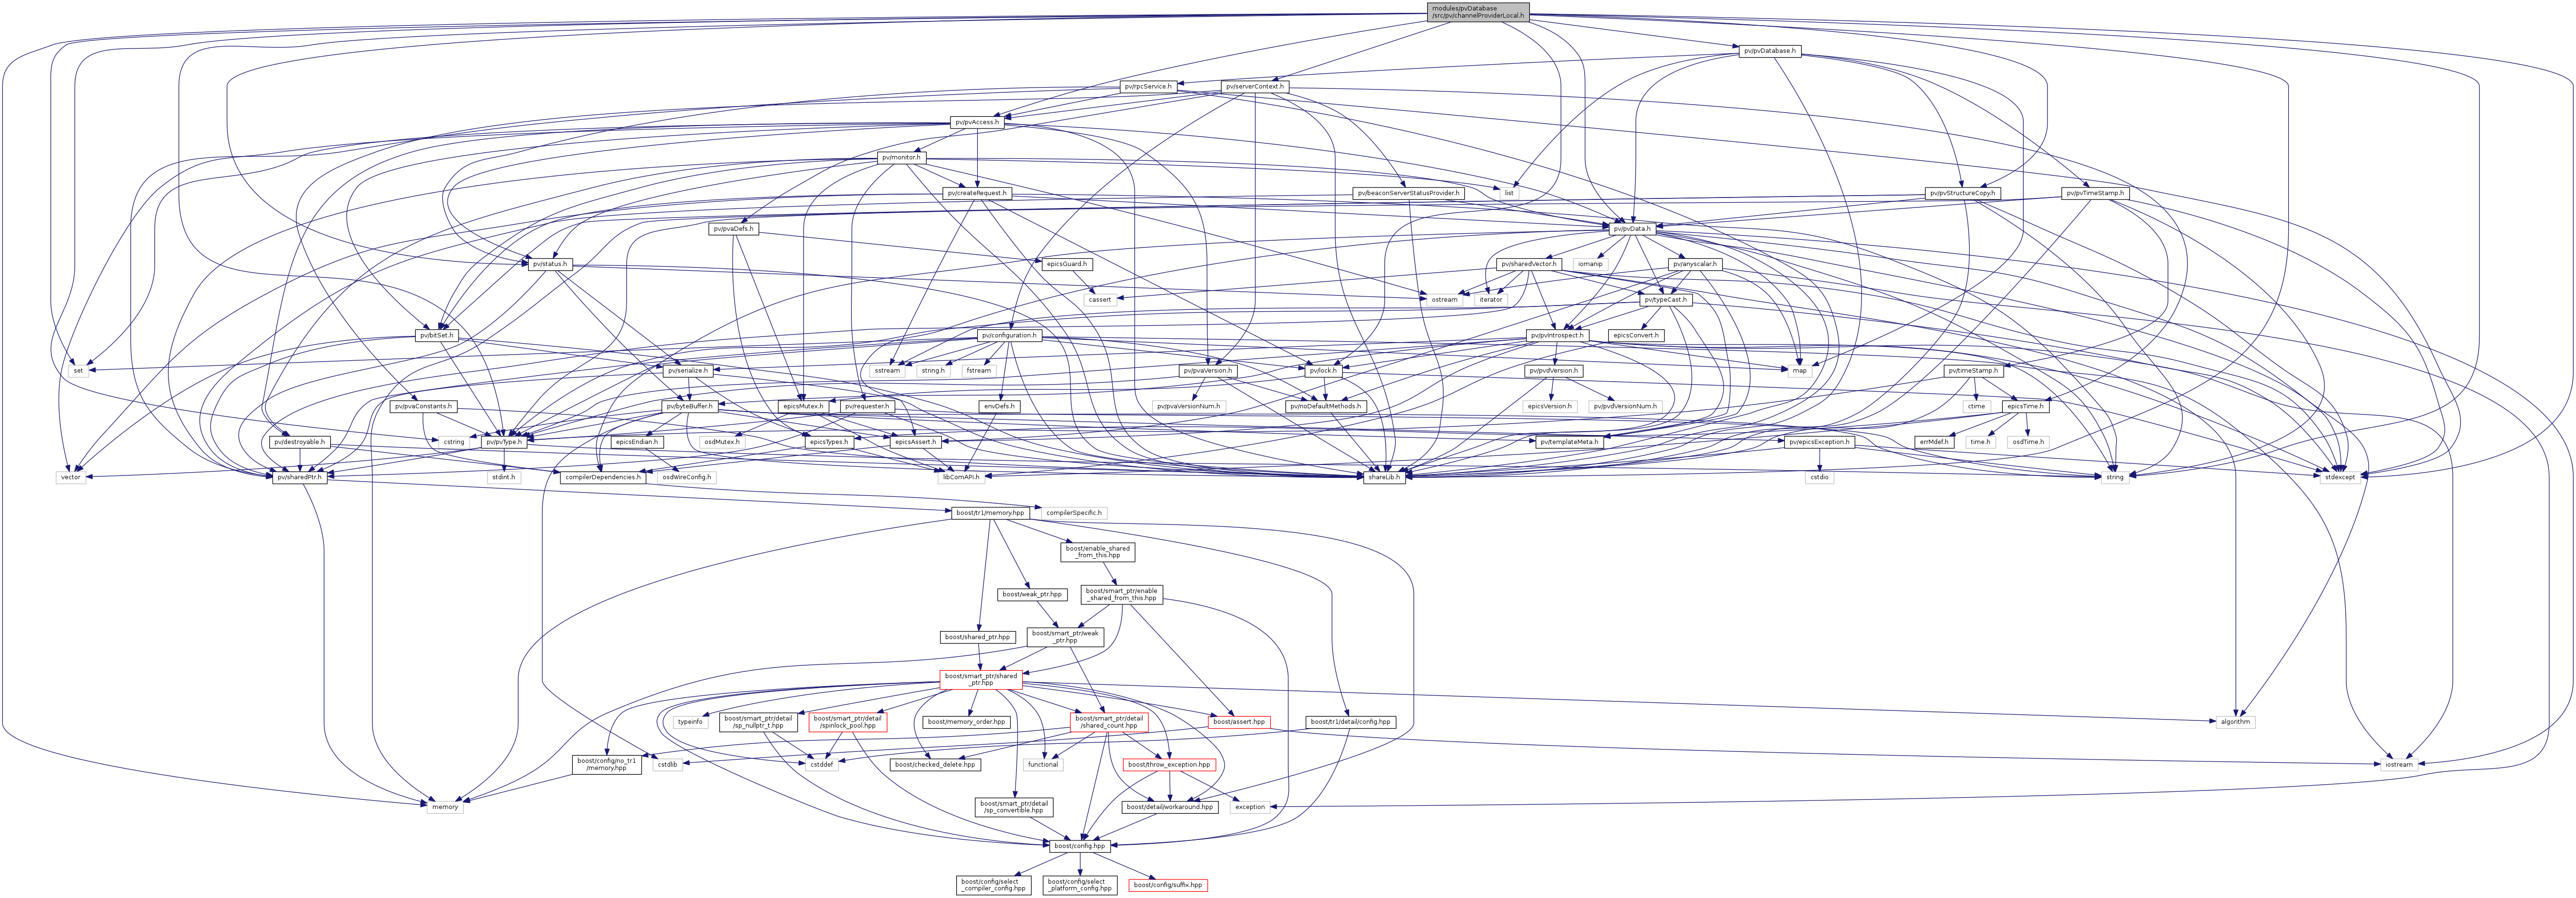 modules/pvDatabase
/src/pv/channelProviderLocal.h
pv/pvDatabase.h
pv/rpcService.h
pv/serverContext.h
pv/pvAccess.h
pv/monitor.h
pv/createRequest.h
pv/beaconServerStatusProvider.h
list
pv/pvStructureCopy.h
pv/pvTimeStamp.h
pv/pvaDefs.h
pv/pvData.h
pv/status.h
epicsGuard.h
pv/sharedVector.h
iomanip
pv/anyscalar.h
cassert
ostream
iterator
pv/typeCast.h
pv/bitSet.h
pv/configuration.h
epicsConvert.h
pv/pvIntrospect.h
set
pv/serialize.h
sstream
string.h
fstream
pv/pvaVersion.h
pv/lock.h
map
pv/pvdVersion.h
pv/timeStamp.h
pv/pvaConstants.h
pv/byteBuffer.h
epicsMutex.h
pv/requester.h
envDefs.h
pv/pvaVersionNum.h
pv/noDefaultMethods.h
epicsVersion.h
pv/pvdVersionNum.h
ctime
epicsTime.h
pv/destroyable.h
cstring
pv/pvType.h
epicsEndian.h
osdMutex.h
epicsTypes.h
epicsAssert.h
pv/templateMeta.h
pv/epicsException.h
errMdef.h
time.h
osdTime.h
vector
pv/sharedPtr.h
stdint.h
compilerDependencies.h
osdWireConfig.h
libComAPI.h
shareLib.h
cstdio
string
stdexcept
boost/tr1/memory.hpp
compilerSpecific.h
boost/enable_shared
_from_this.hpp
boost/weak_ptr.hpp
boost/smart_ptr/enable
_shared_from_this.hpp
boost/shared_ptr.hpp
boost/smart_ptr/weak
_ptr.hpp
boost/smart_ptr/shared
_ptr.hpp
typeinfo
boost/smart_ptr/detail
/sp_nullptr_t.hpp
boost/smart_ptr/detail
/spinlock_pool.hpp
boost/memory_order.hpp
boost/smart_ptr/detail
/shared_count.hpp
boost/assert.hpp
boost/tr1/detail/config.hpp
algorithm
boost/config/no_tr1
/memory.hpp
cstdlib
cstddef
boost/checked_delete.hpp
functional
boost/throw_exception.hpp
iostream
memory
boost/smart_ptr/detail
/sp_convertible.hpp
boost/detail/workaround.hpp
exception
boost/config.hpp
boost/config/select
_compiler_config.hpp
boost/config/select
_platform_config.hpp
boost/config/suffix.hpp